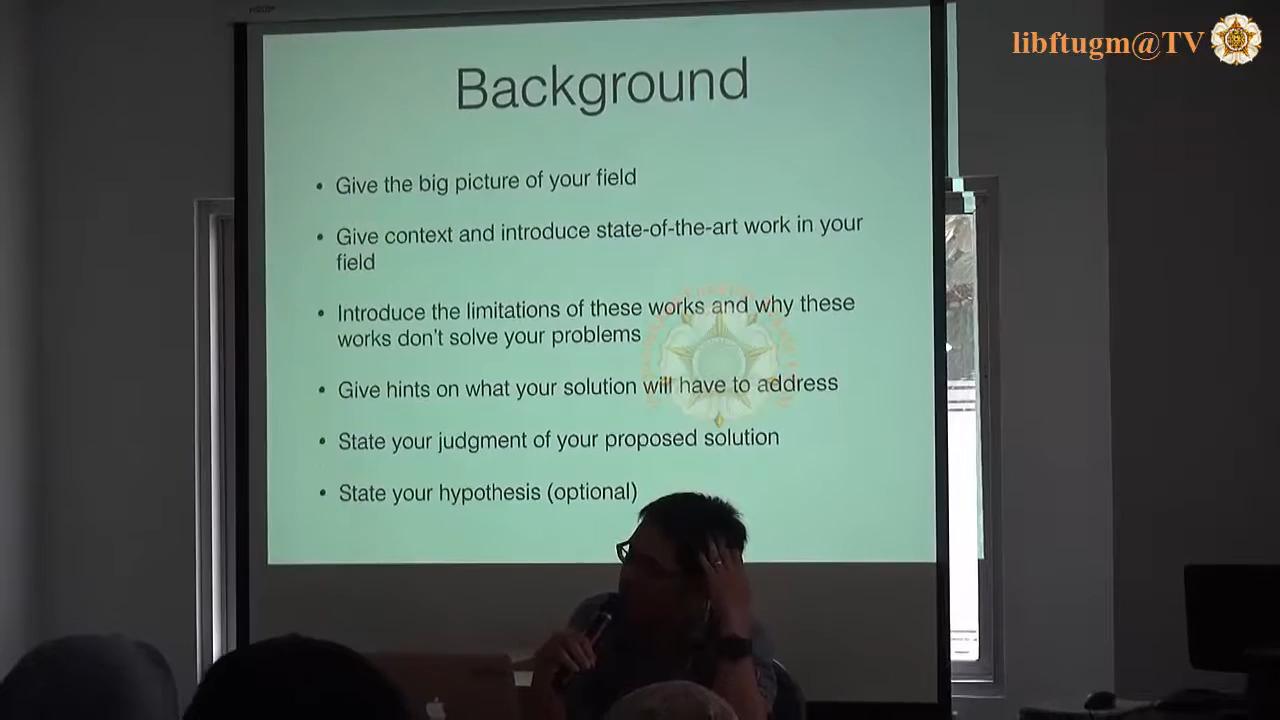 libftugm@TV
Background
• Give the big picture of your field
• Give context and introduce state-of-the-art work in your
field
• Introduce the limitations of these works and why these
works don't solve your problems
• Give hints on what your solution will have to address
• State your judgment of your proposed solution
• State your hypothesis (optional)